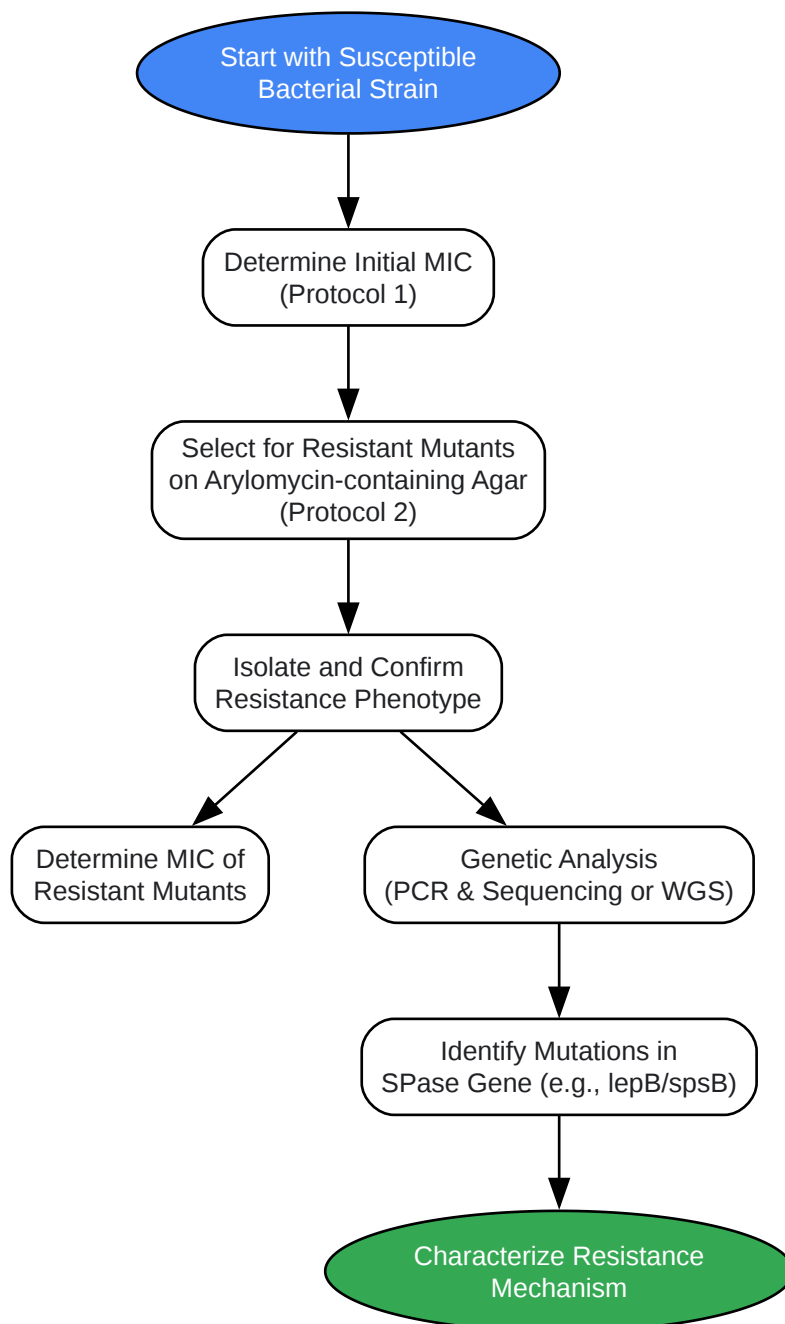 Start with Susceptible
Bacterial Strain
Determine Initial MIC
(Protocol 1)
Select for Resistant Mutants
on Arylomycin-containing Agar
(Protocol 2)
Isolate and Confirm
Resistance Phenotype
Determine MIC of
Resistant Mutants
Genetic Analysis
(PCR & Sequencing or WGS)
Identify Mutations in
SPase Gene (e.g., lepB/spsB)
Characterize Resistance
Mechanism